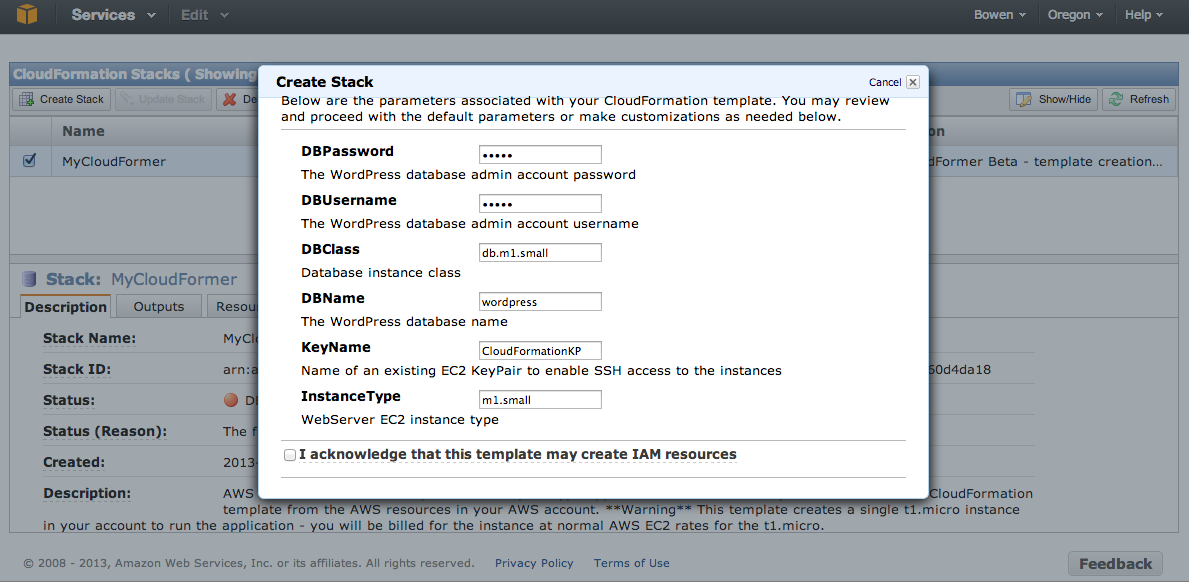 Services
Edit
Bowen
Oregon
Help
CloudFormation Stacks ( Showing
Create Stack
Update Stack
De
Show/Hide
Refresh
Name
on
MyCloudFormer
dFormer Beta - template creation...
Create Stack
Cancel
Below are the parameters associated with your CloudFormation template. You may review
and proceed with the default parameters or make customizations as needed below.
DBPassword
•••••
The WordPress database admin account password
DBUsername
•••••
The WordPress database admin account username
DBClass
db.m1.small
Database instance class
DBName
wordpress
The WordPress database name
KeyName
CloudFormationKP
Name of an existing EC2 KeyPair to enable SSH access to the instances
InstanceType
m1.small
WebServer EC2 instance type
I acknowledge that this template may create IAM resources
Stack: MyCloudFormer
Description
Outputs
Resou
Stack Name: MyCl
Stack ID: arn:a
50d4da18
Status: DE
Status (Reason): The f
Created: 2013-
Description: AWS
CloudFormation
template from the AWS resources in your AWS account. **Warning** This template creates a single t1.micro instance
in your account to run the application - you will be billed for the instance at normal AWS EC2 rates for the t1.micro.
© 2008 - 2013, Amazon Web Services, Inc. or its affiliates. All rights reserved.
Privacy Policy
Terms of Use
Feedback